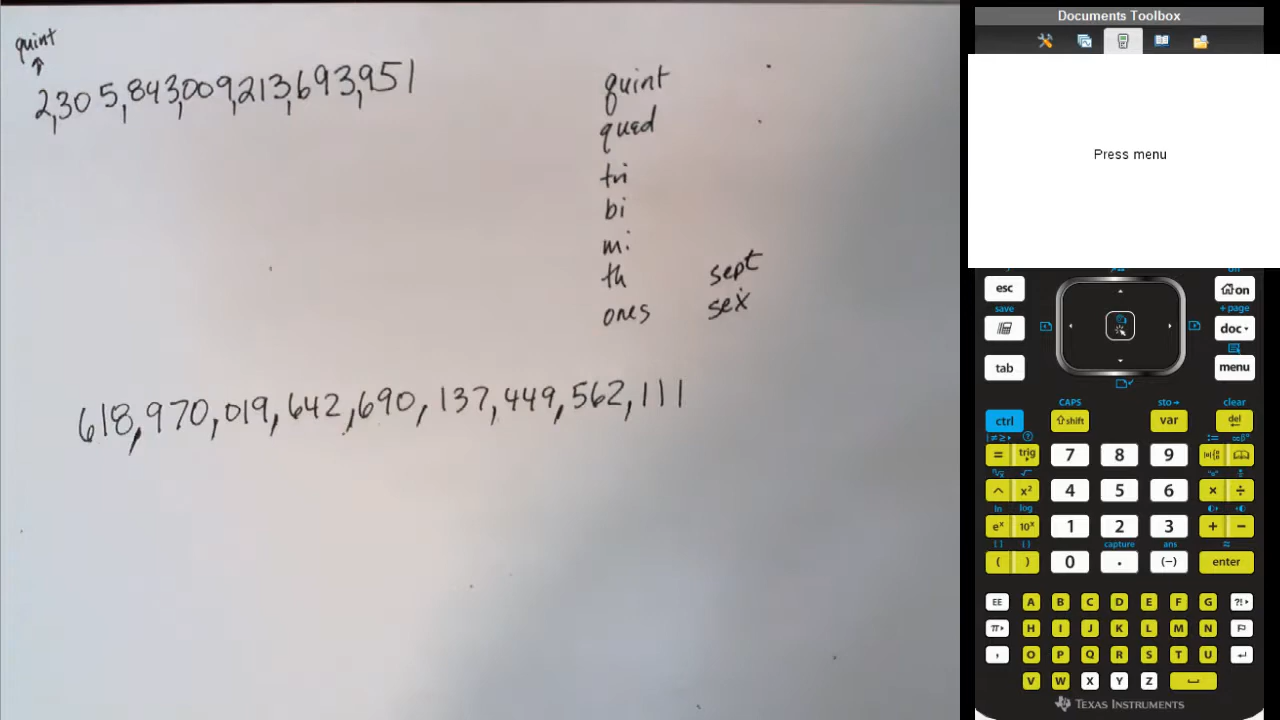 quint
2,305,843,009,213,693,951
quint
quad
tri
bi
mi
th sept
ones sex
618,970,019,642,690,137,449,562,111
Documents Toolbox
Press menu
esc
save
tab
on
+ page
doc
menu
CAPS
sto→
clear
ctrl
shift
var
del
=
trig
7
8
9
^
x²
4
5
6
×
÷
ln
log
eˣ
10ˣ
1
2
3
+
−
capture
ans
≈
(
)
0
.
(−)
enter
EE
A
B
C
D
E
F
G
?!
π
H
I
J
K
L
M
N
,
O
P
Q
R
S
T
U
V
W
X
Y
Z
TEXAS INSTRUMENTS